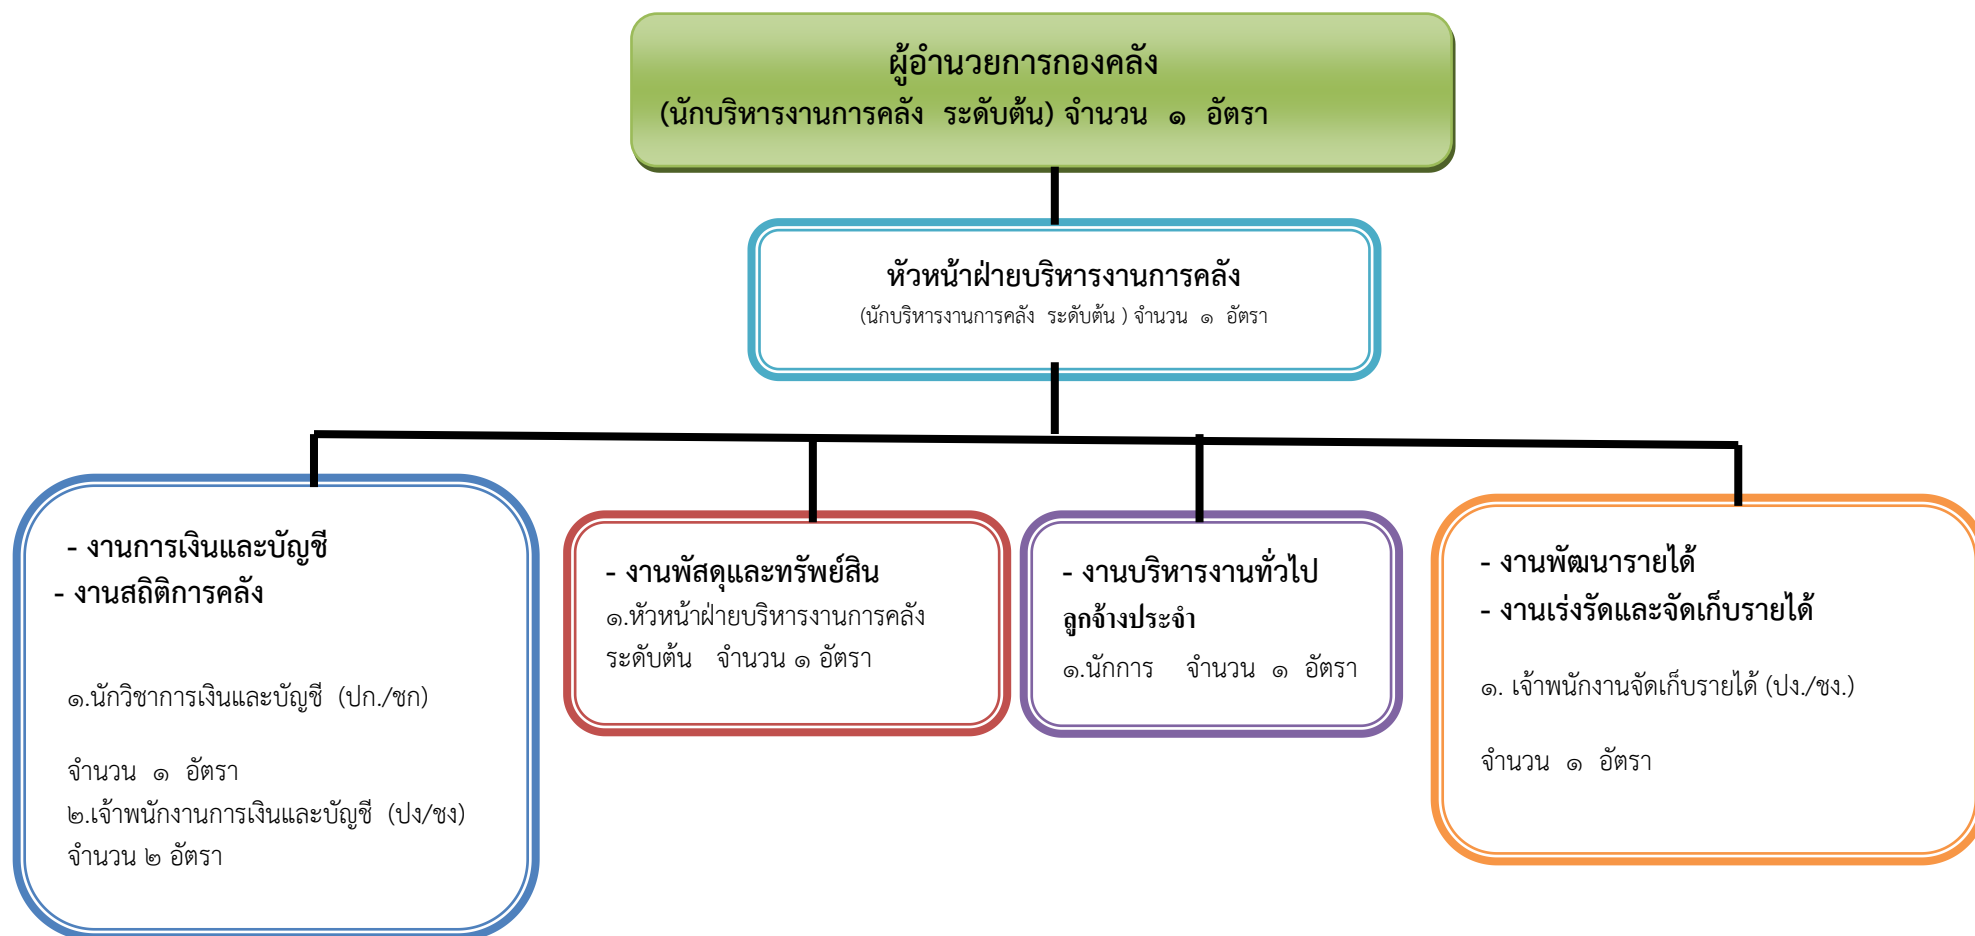 ผู้อำนวยการกองคลัง
(นักบริหารงานการคลัง ระดับต้น) จำนวน ๑ อัตรา
หัวหน้าฝ่ายบริหารงานการคลัง
(นักบริหารงานการคลัง ระดับต้น ) จำนวน ๑ อัตรา
- งานการเงินและบัญชี
- งานสถิติการคลัง
๑.นักวิชาการเงินและบัญชี (ปก./ชก)
จำนวน ๑ อัตรา
๒.เจ้าพนักงานการเงินและบัญชี (ปง/ชง)
จำนวน ๒ อัตรา
- งานพัสดุและทรัพย์สิน
๑.หัวหน้าฝ่ายบริหารงานการคลัง
ระดับต้น จำนวน ๑ อัตรา
- งานบริหารงานทั่วไป
ลูกจ้างประจำ
๑.นักการ จำนวน ๑ อัตรา
- งานพัฒนารายได้
- งานเร่งรัดและจัดเก็บรายได้
๑. เจ้าพนักงานจัดเก็บรายได้ (ปง./ชง.)
จำนวน ๑ อัตรา